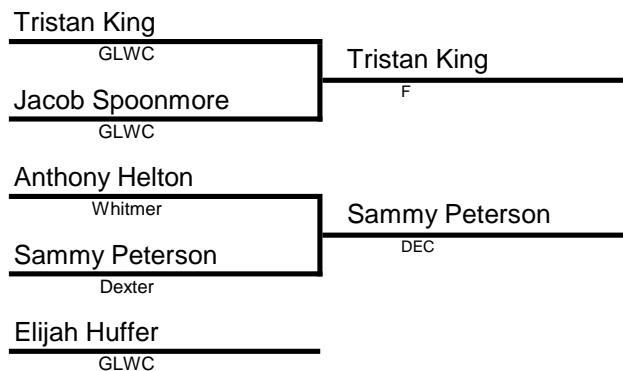 Tristan King
GLWC
Jacob Spoonmore
GLWC
Tristan King
F
Anthony Helton
Whitmer
Sammy Peterson
Dexter
Sammy Peterson
DEC
Elijah Huffer
GLWC